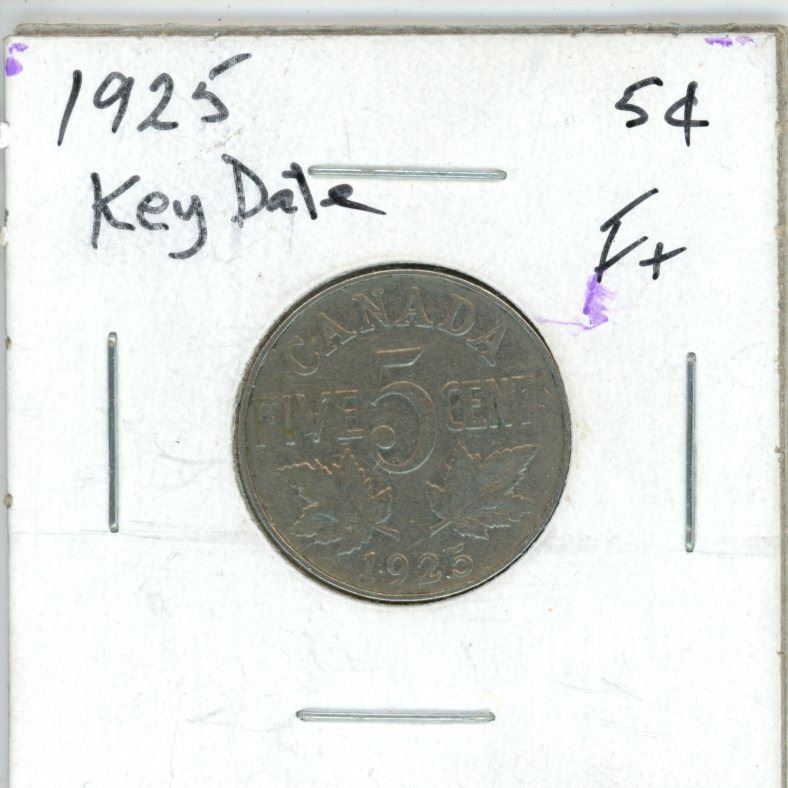 1925 5¢
Key Date
F+
CANADA
FIVE 5 CENTS
1925